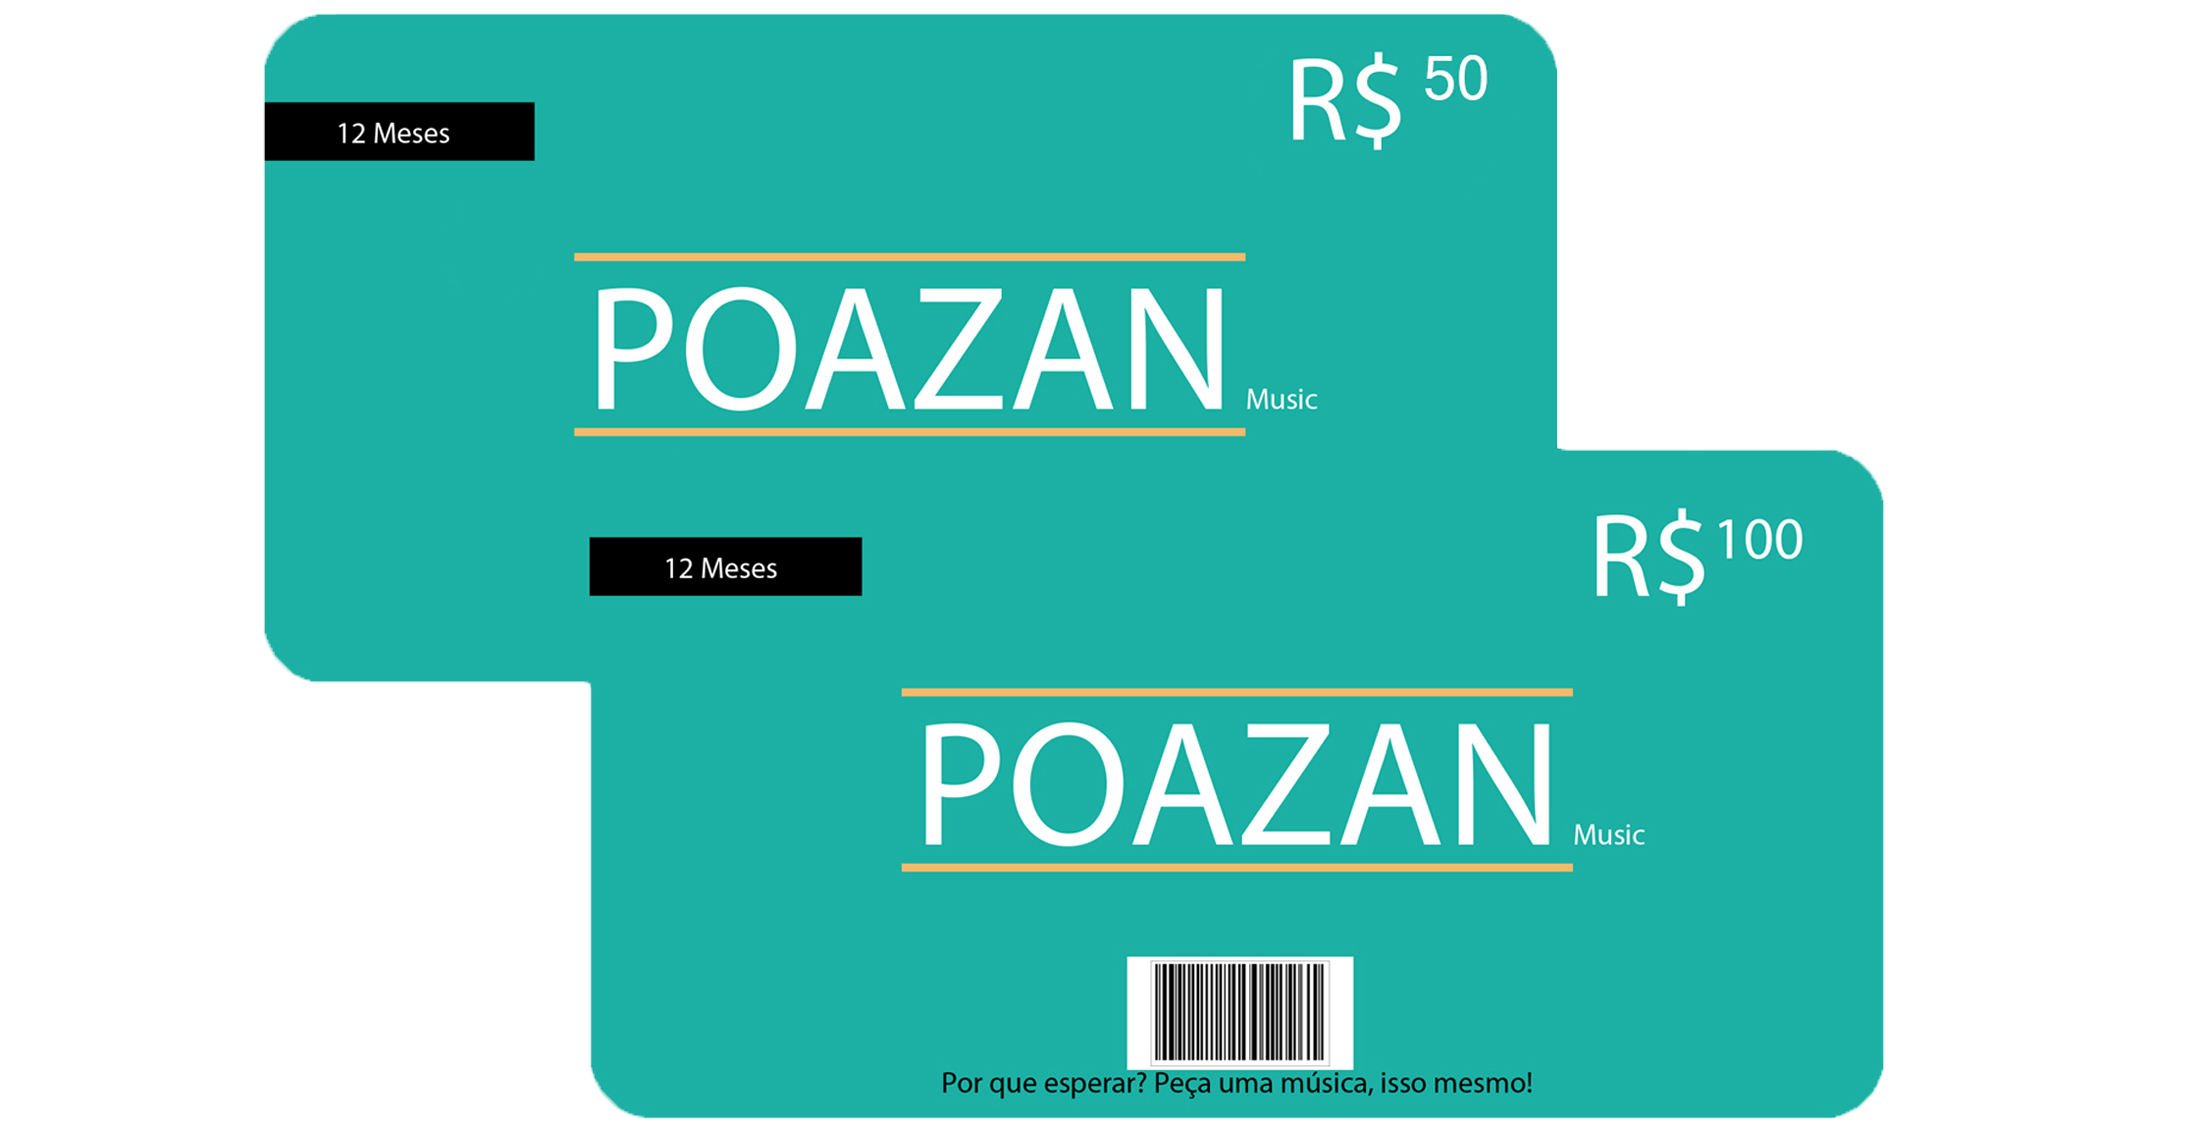 12 Meses
R$ 50
POAZAN Music
12 Meses
R$100
POAZAN Music
Por que esperar? Peça uma música, isso mesmo!